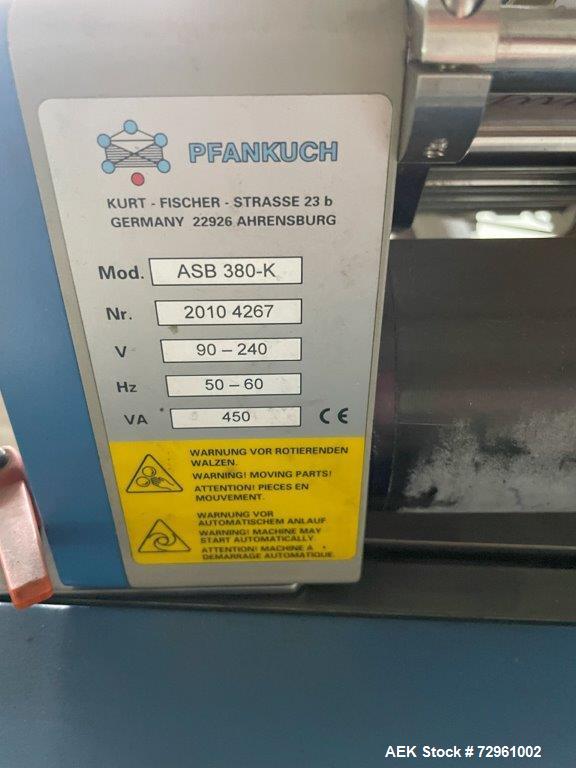 PFANKUCH
KURT - FISCHER - STRASSE 23 b
GERMANY 22926 AHRENSBURG
Mod. ASB 380-K
Nr. 2010 4267
V 90 – 240
Hz 50 – 60
VA 450 CE
WARNUNG VOR ROTIERENDEN
WALZEN.
WARNING! MOVING PARTS!
ATTENTION! PIECES EN
MOUVEMENT.
WARNUNG VOR
AUTOMATISCHEM ANLAUF
WARNING! MACHINE MAY
START AUTOMATICALLY.
ATTENTION! MACHINE À
DEMARRAGE AUTOMATIQUE.
AEK Stock #72961002